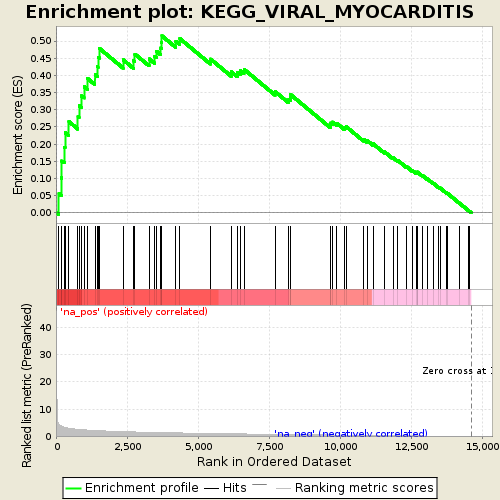 Enrichment plot: KEGG_VIRAL_MYOCARDITIS
Enrichment score (ES)
0.50
0.45
0.40
0.35
0.30
0.25
0.20
0.15
0.10
0.05
0.00
'na_pos' (positively correlated)
Ranked list metric (PreRanked)
40
30
20
10
0
Zero cross at
'na_neg' (negatively correlated)
0 2,500 5,000 7,500 10,000 12,500 15,000
Rank in Ordered Dataset
Enrichment profile Hits Ranking metric scores